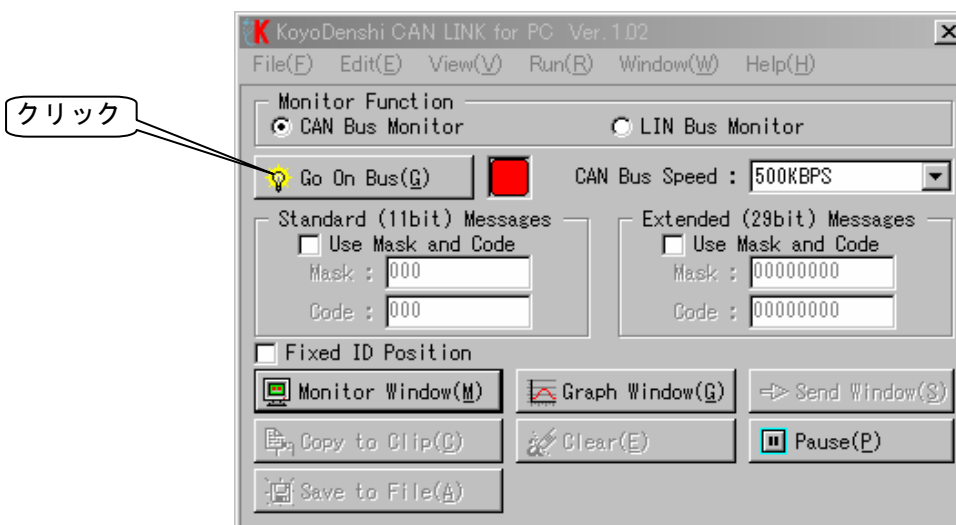 KoyoDenshi CAN LINK for PC Ver.1.02
File(F) Edit(E) View(V) Run(R) Window(W) Help(H)
クリック
Monitor Function
CAN Bus Monitor LIN Bus Monitor
Go On Bus(G) CAN Bus Speed : 500KBPS
Standard (11bit) Messages Extended (29bit) Messages
Use Mask and Code Use Mask and Code
Mask : 000 Mask : 00000000
Code : 000 Code : 00000000
Fixed ID Position
Monitor Window(M) Graph Window(G) Send Window(S)
Copy to Clip(C) Clear(E) Pause(P)
Save to File(A)